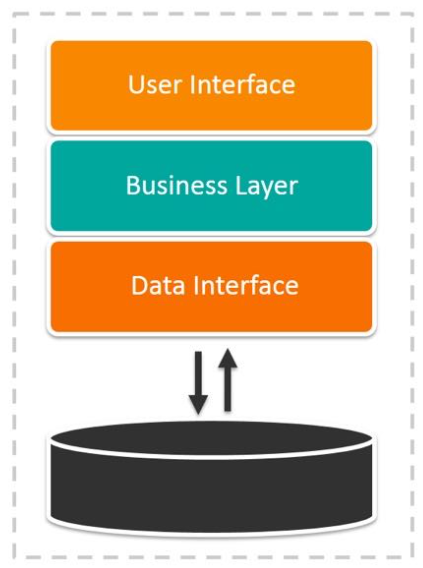 User Interface
Business Layer
Data Interface